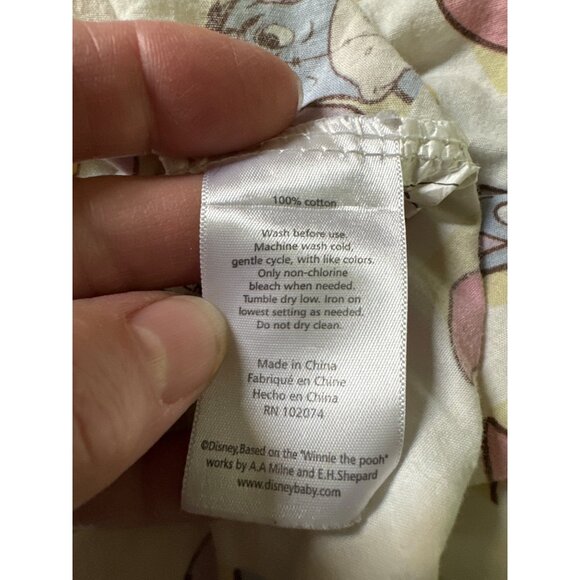 100% cotton
Wash before use.
Machine wash cold,
gentle cycle, with like colors.
Only non-chlorine
bleach when needed.
Tumble dry low. Iron on
lowest setting as needed.
Do not dry clean.
Made in China
Fabriqué en Chine
Hecho en China
RN 102074
©Disney,Based on the "Winnie the pooh"
works by A.A Milne and E.H.Shepard
www.disneybaby.com